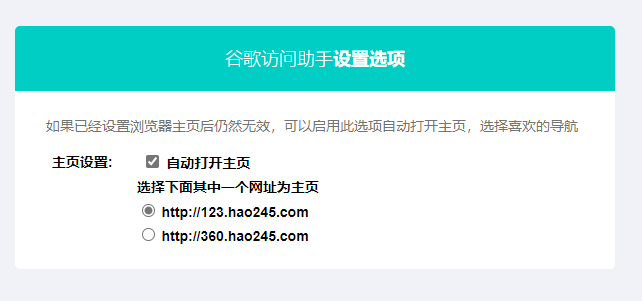 谷歌访问助手设置选项
如果已经设置浏览器主页后仍然无效，可以启用此选项自动打开主页，选择喜欢的导航
主页设置: 自动打开主页
选择下面其中一个网址为主页
http://123.hao245.com
http://360.hao245.com